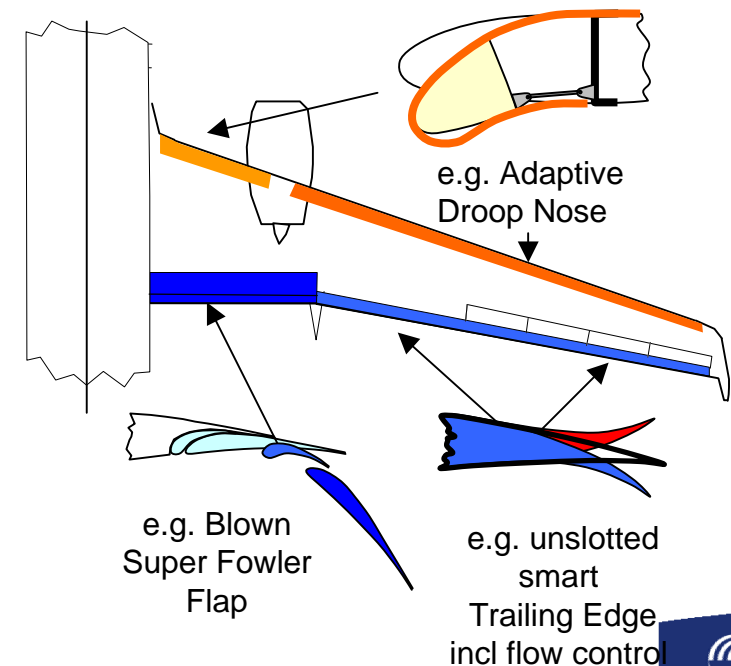 e.g. Adaptive
Droop Nose
e.g. Blown
Super Fowler
Flap
e.g. unslotted
smart
Trailing Edge
incl flow control